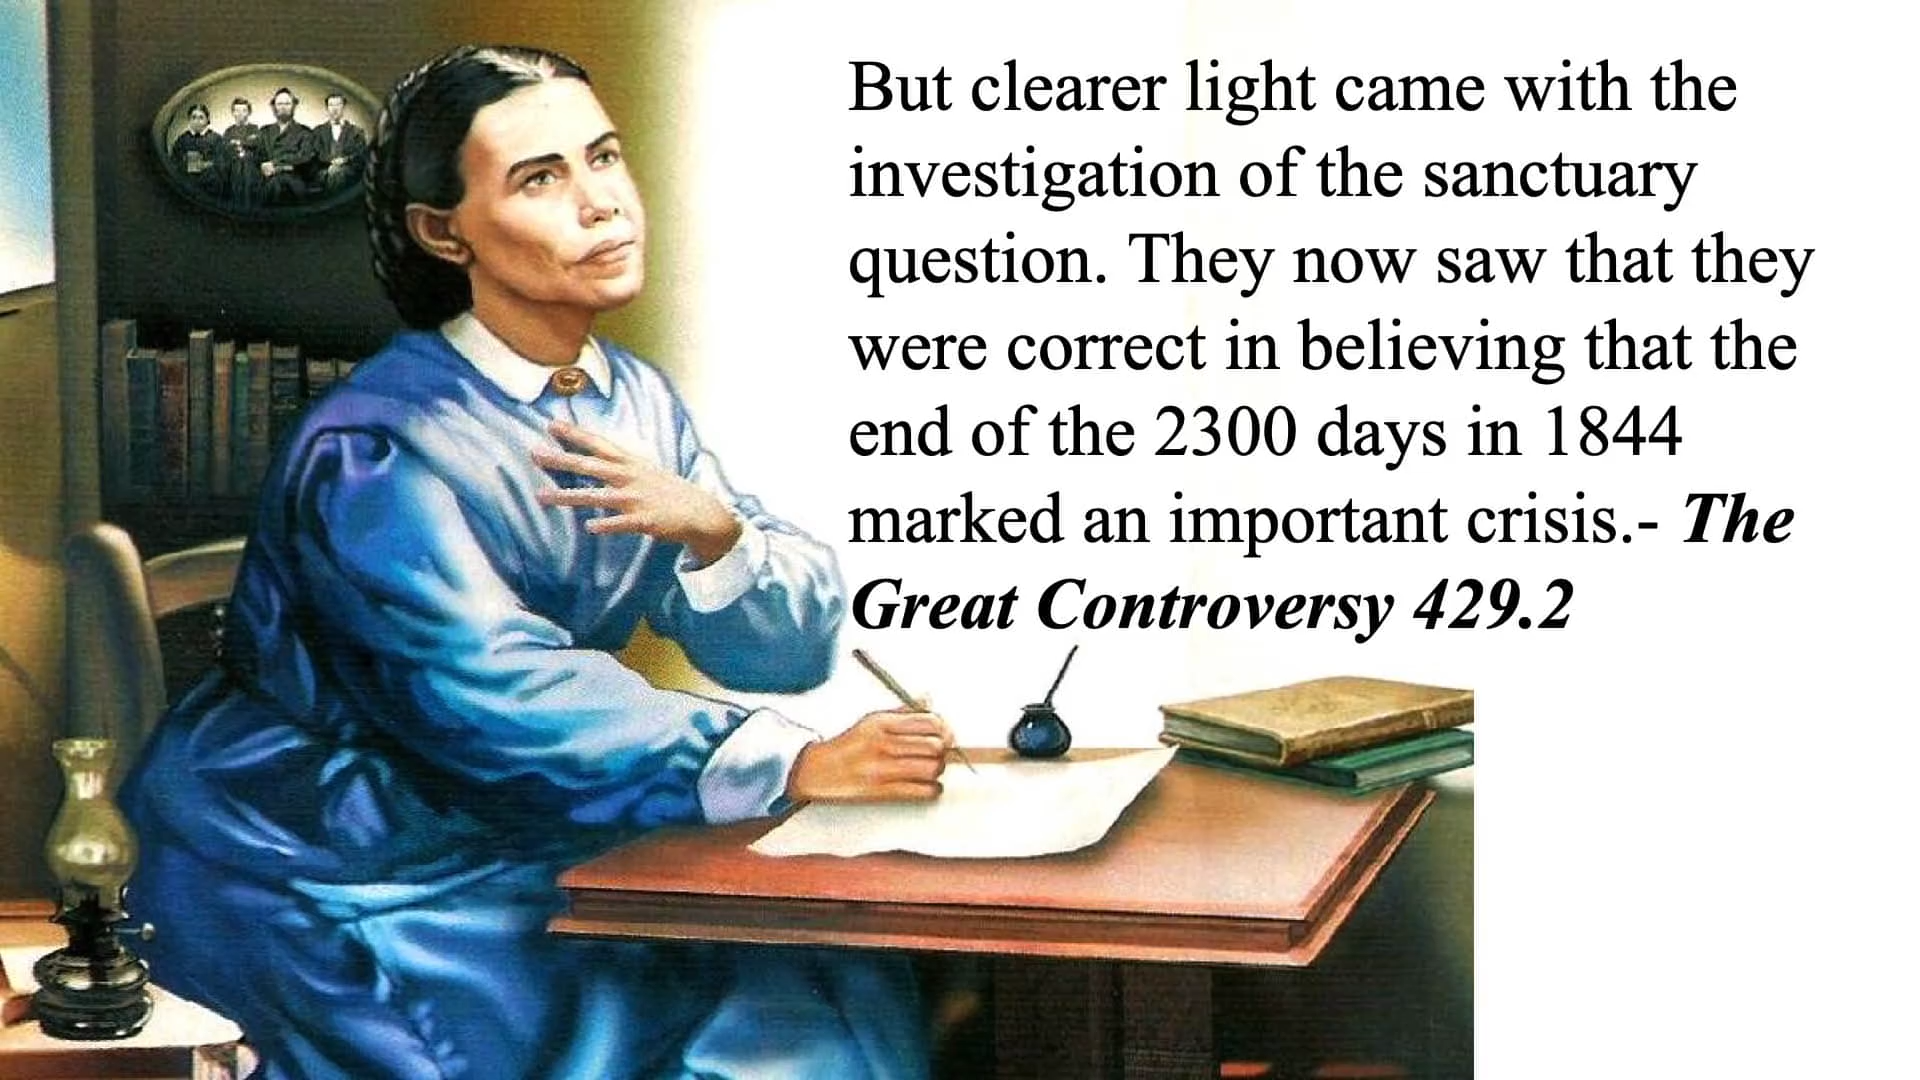 But clearer light came with the
investigation of the sanctuary
question. They now saw that they
were correct in believing that the
end of the 2300 days in 1844
marked an important crisis.- The
Great Controversy 429.2